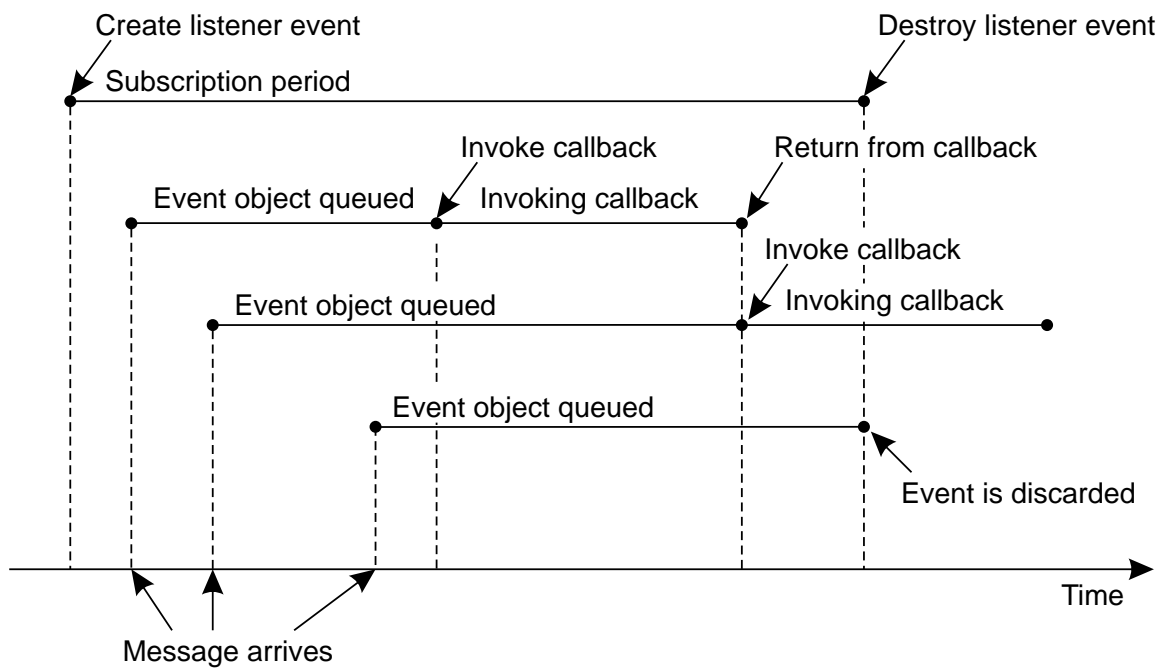 Create listener event
Destroy listener event
Subscription period
Invoke callback
Return from callback
Event object queued
Invoking callback
Invoke callback
Event object queued
Invoking callback
Event object queued
Event is discarded
Time
Message arrives